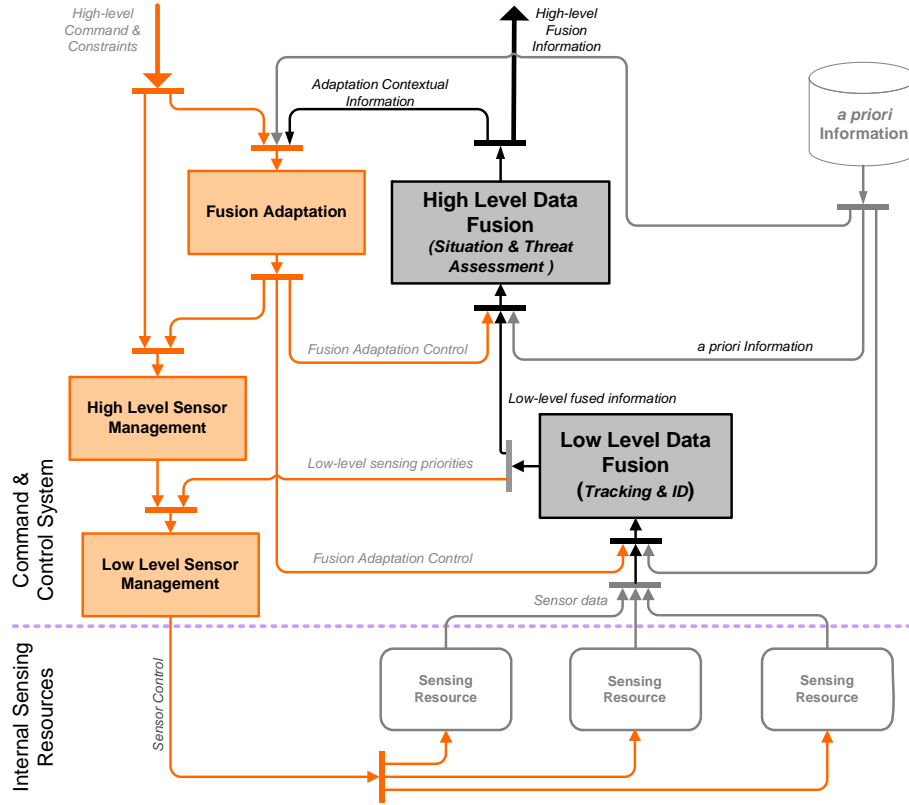 High-level
Command &
Constraints
High-level
Fusion
Information
Adaptation Contextual
Information
a priori
Information
Fusion Adaptation
High Level Data
Fusion
(Situation & Threat
Assessment )
Fusion Adaptation Control
a priori Information
High Level Sensor
Management
Low-level fused information
Low Level Data
Fusion
(Tracking & ID)
Low-level sensing priorities
Command &
Control System
Low Level Sensor
Management
Fusion Adaptation Control
Sensor data
Internal Sensing
Resources
Sensor Control
Sensing
Resource
Sensing
Resource
Sensing
Resource